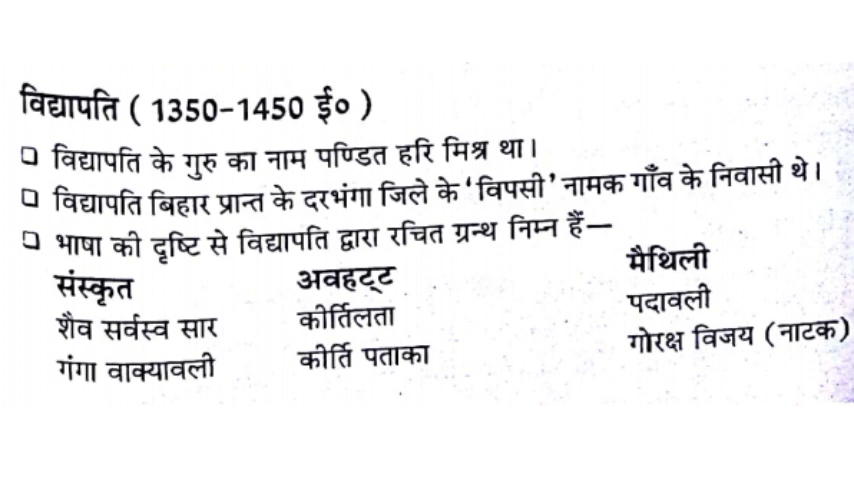 विद्यापति ( 1350-1450 ई० )
❑ विद्यापति के गुरु का नाम पण्डित हरि मिश्र था।
❑ विद्यापति बिहार प्रान्त के दरभंगा जिले के ‘विपसी’ नामक गाँव के निवासी थे।
❑ भाषा की दृष्टि से विद्यापति द्वारा रचित ग्रन्थ निम्न हैं—
संस्कृत अवहट्ट मैथिली
शैव सर्वस्व सार कीर्तिलता पदावली
गंगा वाक्यावली कीर्ति पताका गोरक्ष विजय (नाटक)